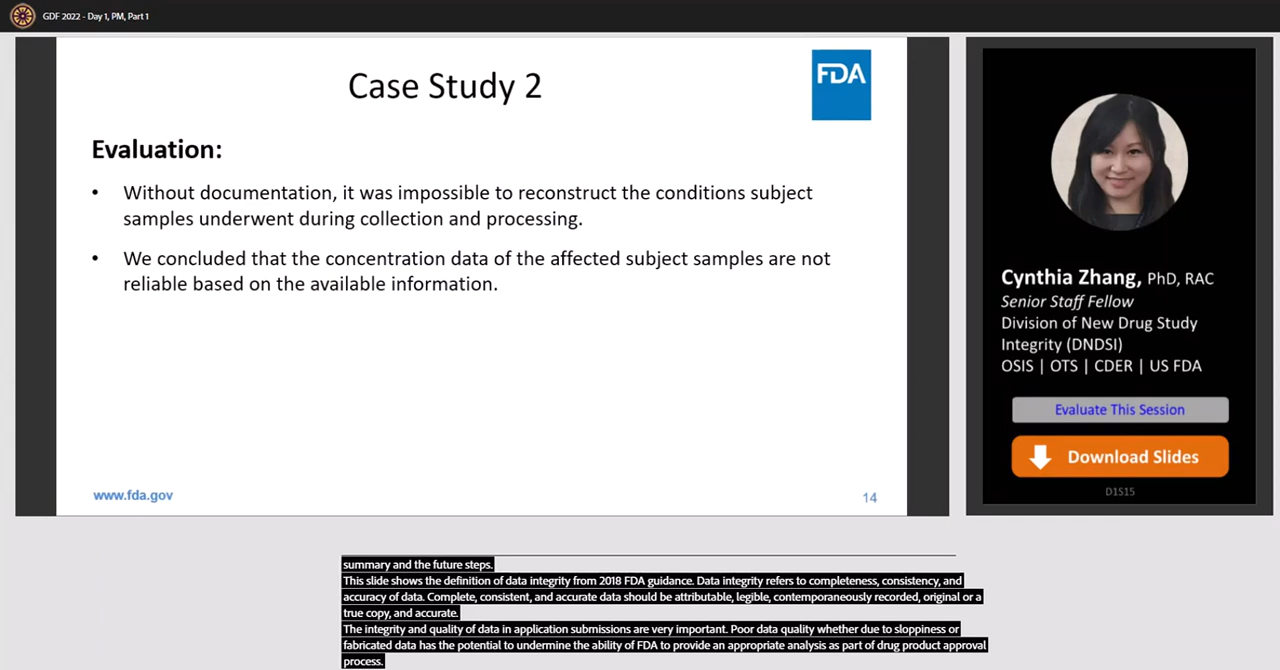 GDF 2022 - Day 1, PM, Part 1
Case Study 2
FDA
Evaluation:
• Without documentation, it was impossible to reconstruct the conditions subject
samples underwent during collection and processing.
• We concluded that the concentration data of the affected subject samples are not
reliable based on the available information.
www.fda.gov
14
Cynthia Zhang, PhD, RAC
Senior Staff Fellow
Division of New Drug Study
Integrity (DNDSI)
OSIS | OTS | CDER | US FDA
Evaluate This Session
Download Slides
D1S15
summary and the future steps.
This slide shows the definition of data integrity from 2018 FDA guidance. Data integrity refers to completeness, consistency, and
accuracy of data. Complete, consistent, and accurate data should be attributable, legible, contemporaneously recorded, original or a
true copy, and accurate.
The integrity and quality of data in application submissions are very important. Poor data quality whether due to sloppiness or
fabricated data has the potential to undermine the ability of FDA to provide an appropriate analysis as part of drug product approval
process.